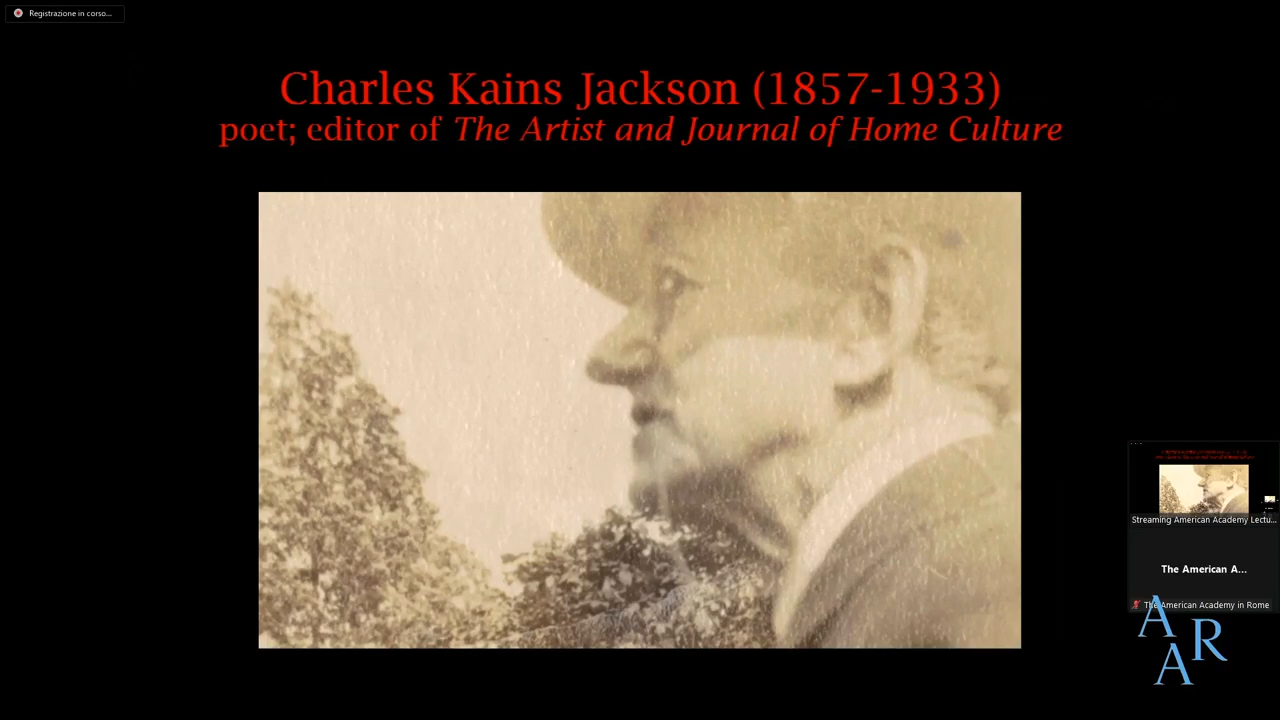 Registrazione in corso...
Charles Kains Jackson (1857-1933)
poet; editor of The Artist and Journal of Home Culture
Streaming American Academy Lectu...
The American A...
The American Academy in Rome
A
A R